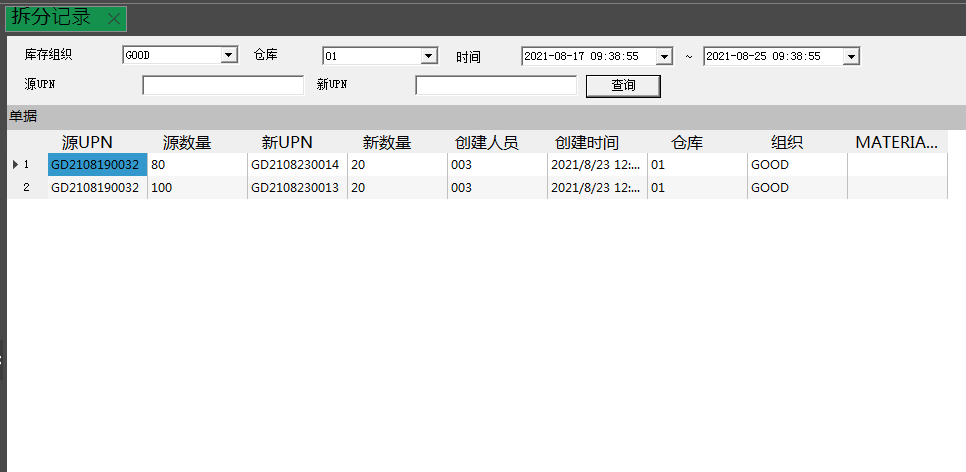 拆分记录
库存组织 GOOD 仓库 01 时间 2021-08-17 09:38:55 ~ 2021-08-25 09:38:55
源UPN 新UPN 查询
单据
源UPN 源数量 新UPN 新数量 创建人员 创建时间 仓库 组织 MATERIA...
1 GD2108190032 80 GD2108230014 20 003 2021/8/23 12:... 01 GOOD
2 GD2108190032 100 GD2108230013 20 003 2021/8/23 12:... 01 GOOD